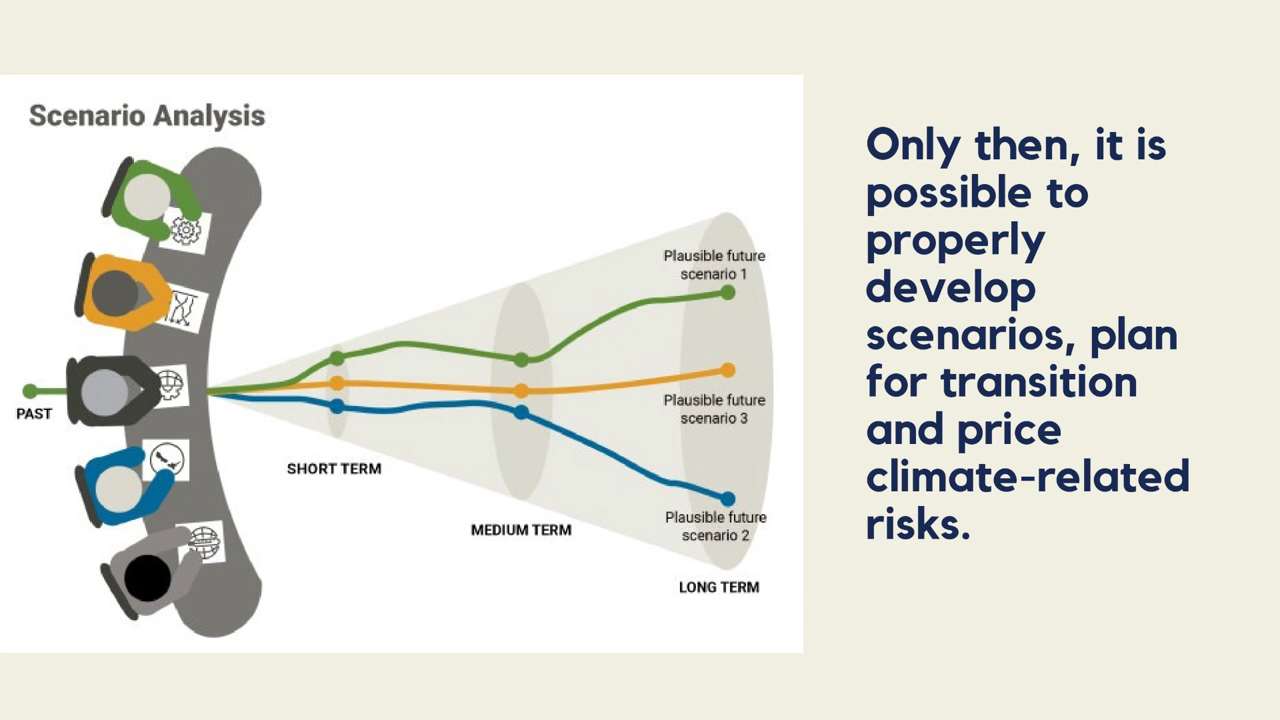 Scenario Analysis
PAST
SHORT TERM
MEDIUM TERM
LONG TERM
Plausible future
scenario 1
Plausible future
scenario 3
Plausible future
scenario 2
Only then, it is
possible to
properly
develop
scenarios, plan
for transition
and price
climate-related
risks.